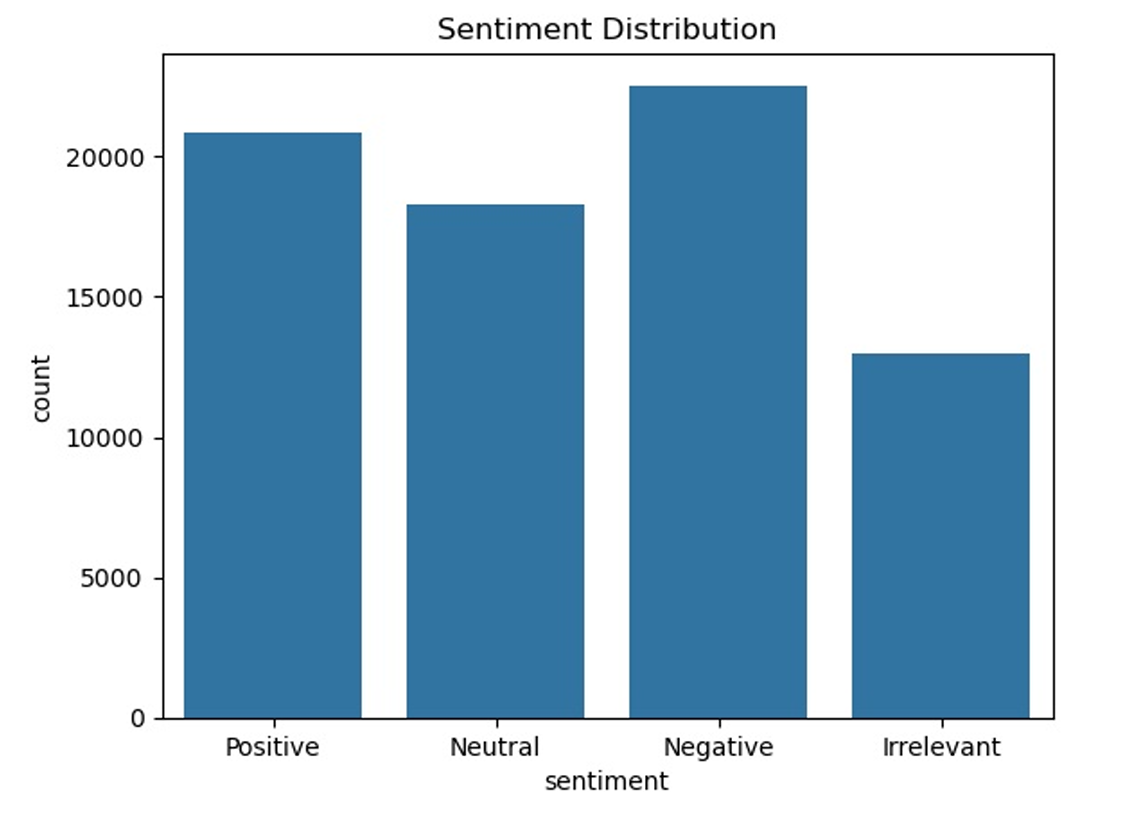 Sentiment Distribution
20000
15000
10000
5000
0
count
Positive Neutral Negative Irrelevant
sentiment